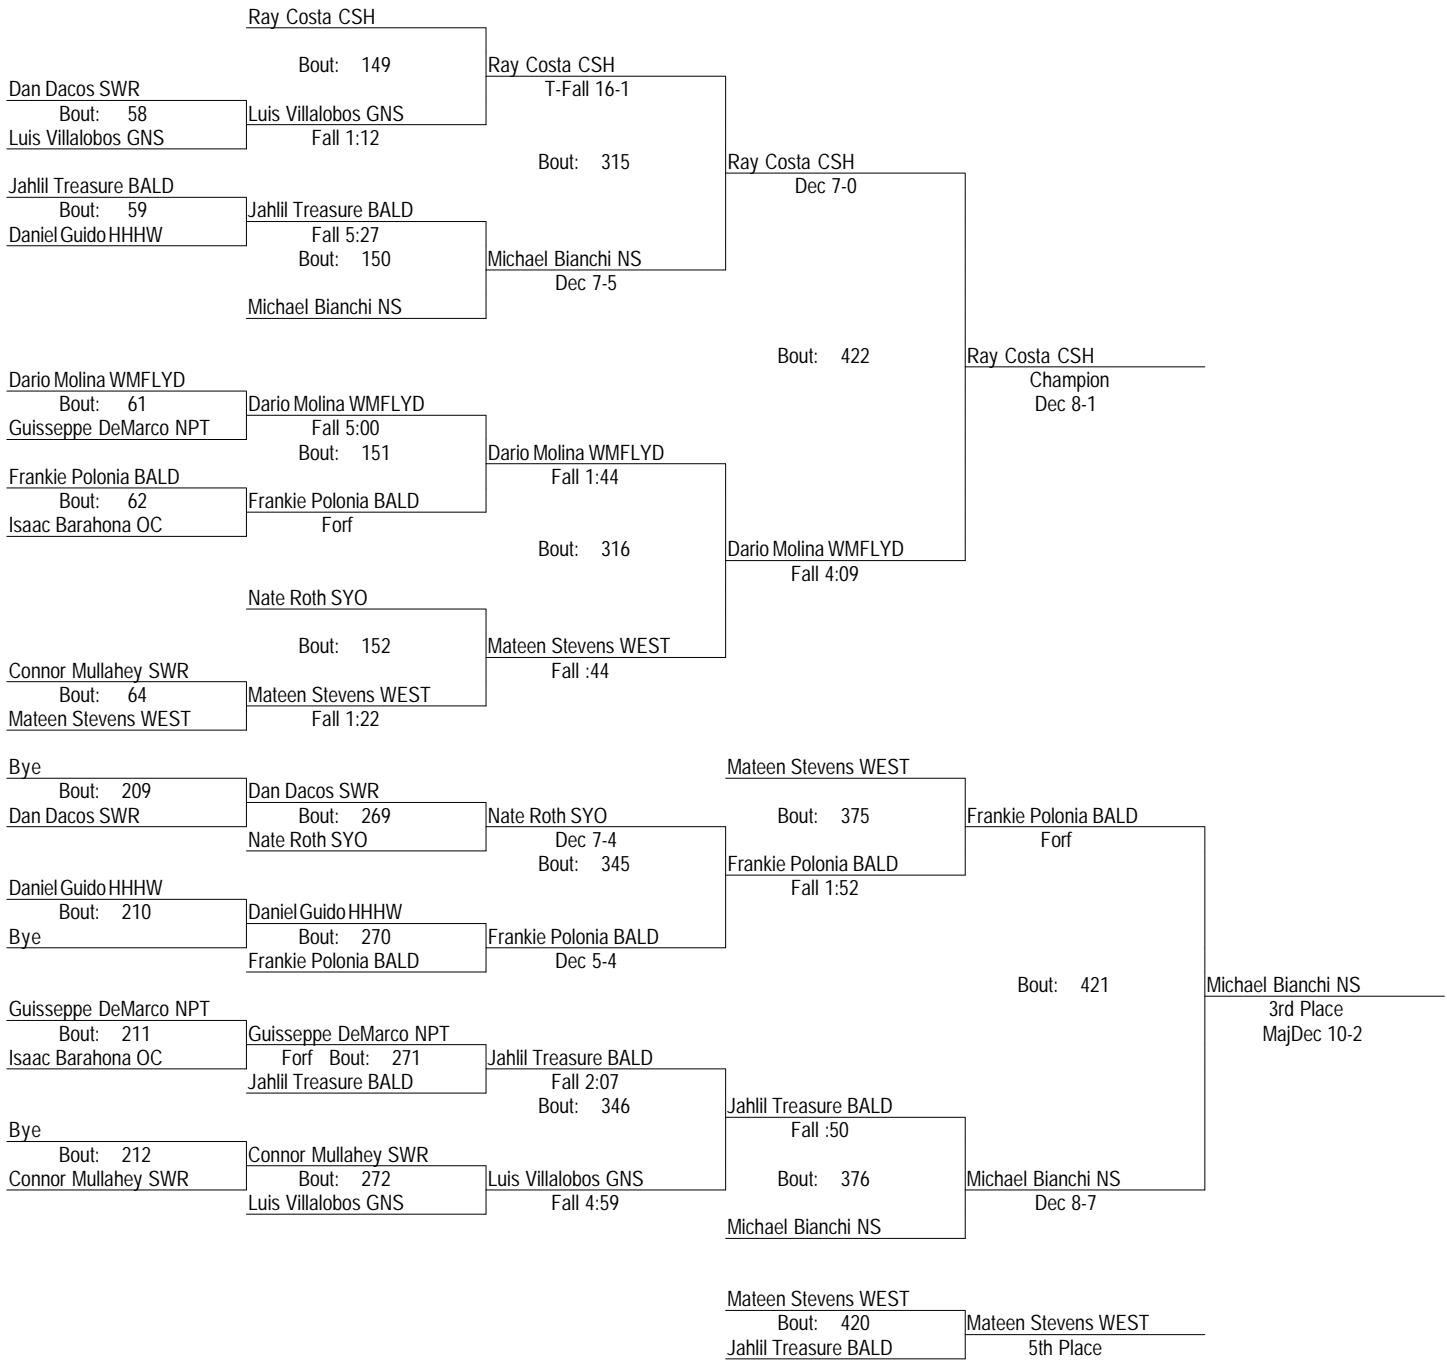 Ray Costa CSH
Bout: 149
Ray Costa CSH
Dan Dacos SWR
T-Fall 16-1
Bout: 58
Luis Villalobos GNS
Luis Villalobos GNS
Fall 1:12
Bout: 315
Ray Costa CSH
Jahlil Treasure BALD
Dec 7-0
Bout: 59
Jahlil Treasure BALD
Daniel Guido HHHW
Fall 5:27
Bout: 150
Michael Bianchi NS
Dec 7-5
Michael Bianchi NS
Bout: 422
Ray Costa CSH
Dario Molina WMFLYD
Champion
Bout: 61
Dario Molina WMFLYD
Dec 8-1
Guisseppe DeMarco NPT
Fall 5:00
Bout: 151
Dario Molina WMFLYD
Frankie Polonia BALD
Fall 1:44
Bout: 62
Frankie Polonia BALD
Isaac Barahona OC
Forf
Bout: 316
Dario Molina WMFLYD
Fall 4:09
Nate Roth SYO
Bout: 152
Mateen Stevens WEST
Connor Mullahey SWR
Fall :44
Bout: 64
Mateen Stevens WEST
Mateen Stevens WEST
Fall 1:22
Bye
Mateen Stevens WEST
Bout: 209
Dan Dacos SWR
Dan Dacos SWR
Bout: 269
Nate Roth SYO
Bout: 375
Frankie Polonia BALD
Nate Roth SYO
Dec 7-4
Forf
Bout: 345
Frankie Polonia BALD
Daniel Guido HHHW
Fall 1:52
Bout: 210
Daniel Guido HHHW
Bye
Bout: 270
Frankie Polonia BALD
Frankie Polonia BALD
Dec 5-4
Bout: 421
Michael Bianchi NS
Guisseppe DeMarco NPT
3rd Place
Bout: 211
Guisseppe DeMarco NPT
MajDec 10-2
Isaac Barahona OC
Forf Bout: 271
Jahlil Treasure BALD
Jahlil Treasure BALD
Fall 2:07
Bout: 346
Jahlil Treasure BALD
Bye
Fall :50
Bout: 212
Connor Mullahey SWR
Connor Mullahey SWR
Bout: 272
Luis Villalobos GNS
Bout: 376
Michael Bianchi NS
Luis Villalobos GNS
Fall 4:59
Dec 8-7
Michael Bianchi NS
Mateen Stevens WEST
Bout: 420
Mateen Stevens WEST
Jahlil Treasure BALD
5th Place